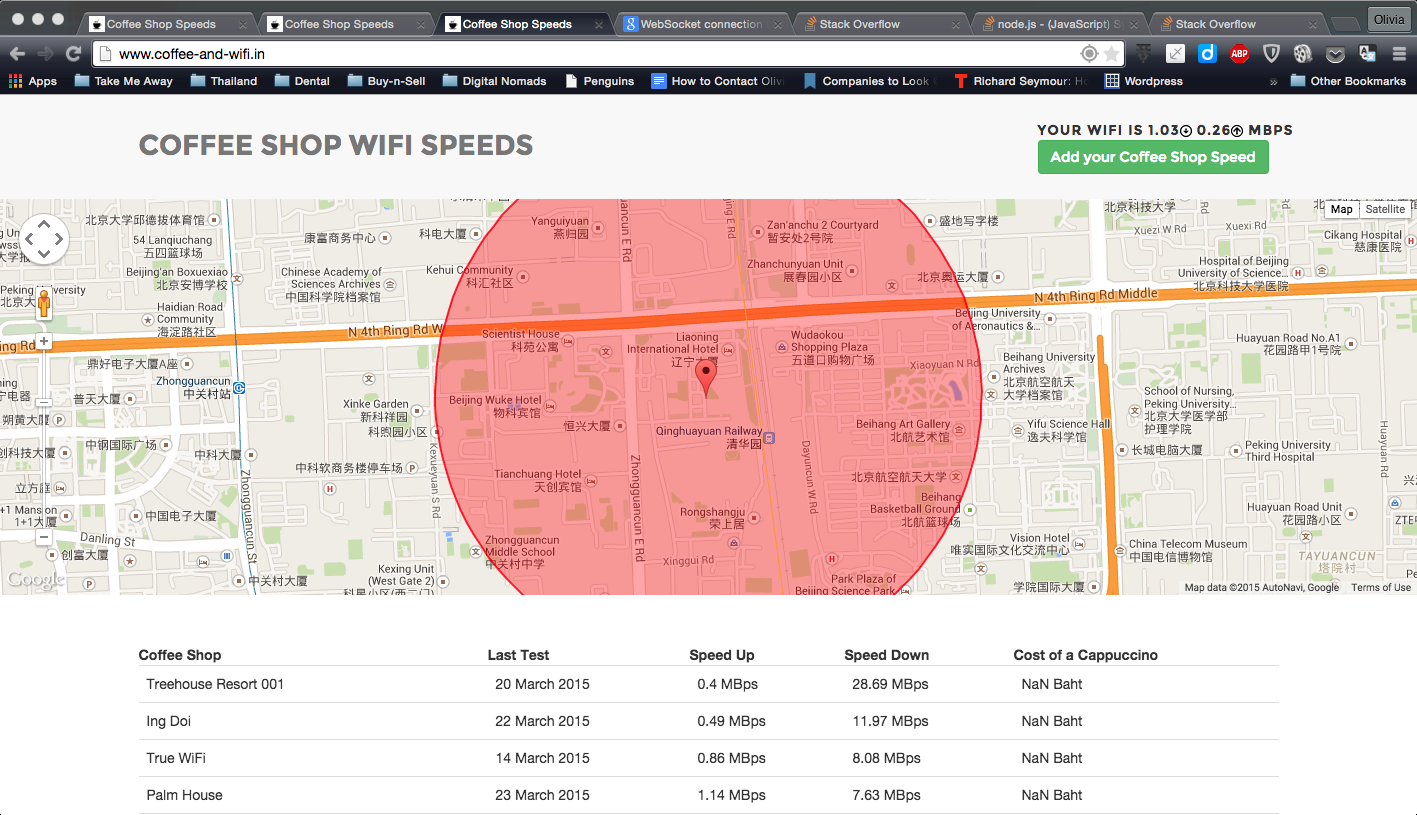 Coffee Shop Speeds
Coffee Shop Speeds
Coffee Shop Speeds
WebSocket connection
Stack Overflow
node.js - (JavaScript) S
Stack Overflow
Olivia
www.coffee-and-wifi.in
ABP
Apps
Take Me Away
Thailand
Dental
Buy-n-Sell
Digital Nomads
Penguins
How to Contact Olivi
Companies to Look
Richard Seymour: Ho
Wordpress
Other Bookmarks
COFFEE SHOP WIFI SPEEDS
YOUR WIFI IS 1.03 0.26 MBPS
Add your Coffee Shop Speed
Map
Satellite
北京大学邱德拔体育馆
54 Lanqiuchang
五四篮球场
康富商务中心
科电大厦
Yanguiyuan
燕归园
Zan'anchu 2 Courtyard
暂安处2号院
盛地写字楼
北京科技大学
Xuezi W Rd
Xuexi Rd
Cikang Hospital
慈康医院
Beijing'an Boxuexiao
北京安博学校
Chinese Academy of
Sciences Archives
中国科学院档案馆
Kehui Community
科汇社区
Zhanchunyuan Unit
展春园小区
北京奥运大厦
Hospital of Beijing
University of Science...
北京科技大学医院
Haidian Road
Community
海淀路社区
N 4th Ring Rd W
N 4th Ring Rd Middle
Scientist House
科苑公寓
Liaoning
International Hotel
辽宁大厦
Wudaokou
Shopping Plaza
五道口购物广场
Beijing University
of Aeronautics &...
Huayuan Road No.A1
花园路甲1号院
鼎好电子大厦A座
Zhongguancun
中关村站
普天大厦
Xiaoyuan N Rd
Beihang University
Archives
北京航空航天
大学档案馆
School of Nursing,
Peking University...
北京大学医学部
护理学院
Xinke Garden
新科祥园
科煦园小区
Beijing Wuke Hotel
物科宾馆
恒兴大厦
Qinghuayuan Railway
清华园
Beihang Art Gallery
北航艺术馆
Yifu Science Hall
逸夫科学馆
中钢国际广场
中科大厦
中科软商务楼停车场
Tianchuang Hotel
天创宾馆
北京航空航天大学
长城电脑大厦
Peking University
Third Hospital
Huayuan Rd
立方庭
+1 Mansion
1+1大厦
中国电子大厦
Zhongguancun St
Kexueyuan S Rd
Zhongguancun E Rd
Dayuncun W Rd
Rongshangju
荣上居
Beihang
Basketball Ground
北航篮球场
Huayuan Road Unit
花园路小区
Danling St
创富大厦
中关村大厦
Zhongguancun
Middle School
中关村中学
Xinggui Rd
Vision Hotel
唯实国际文化交流中心
China Telecom Museum
中国电信博物馆
TAYUANCUN
塔院村
Kexing Unit
(West Gate 2)
Park Plaza of
Beijing Science Park
学院国际大厦
Google
Map data ©2015 AutoNavi, Google
Terms of Use
Coffee Shop Last Test Speed Up Speed Down Cost of a Cappuccino
Treehouse Resort 001 20 March 2015 0.4 MBps 28.69 MBps NaN Baht
Ing Doi 22 March 2015 0.49 MBps 11.97 MBps NaN Baht
True WiFi 14 March 2015 0.86 MBps 8.08 MBps NaN Baht
Palm House 23 March 2015 1.14 MBps 7.63 MBps NaN Baht